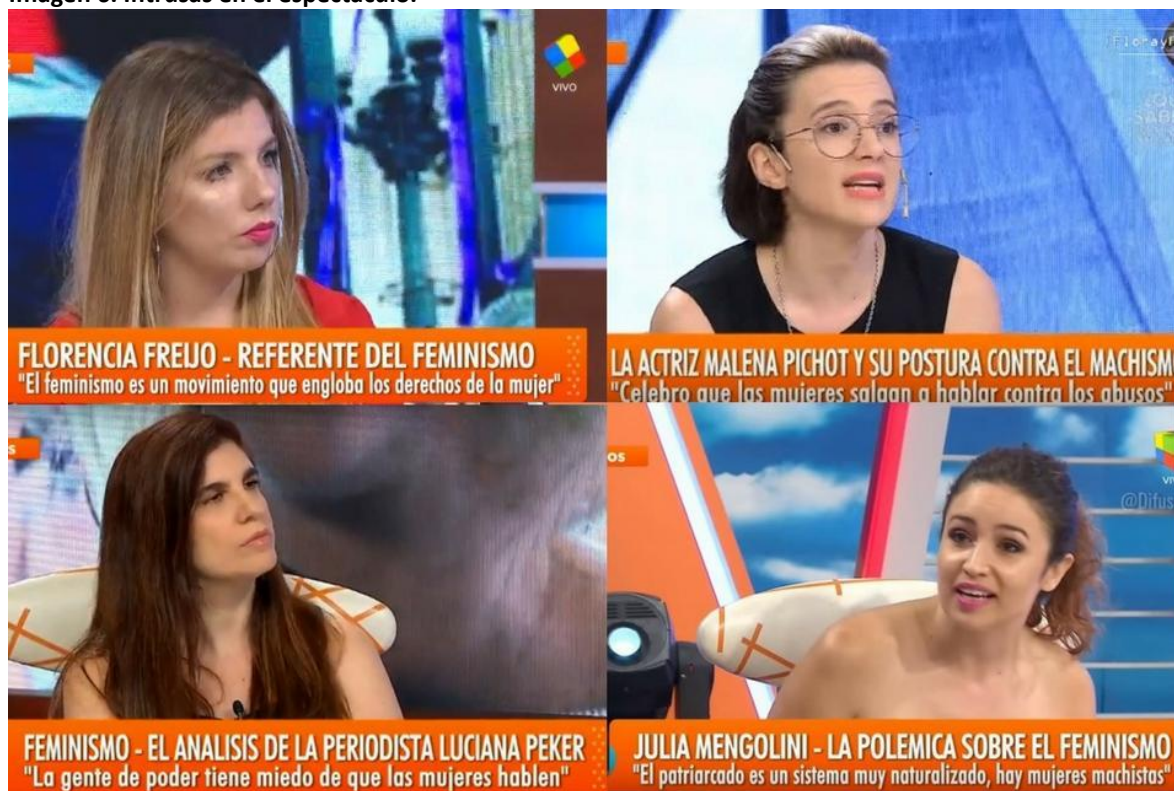 Imagen 6. Intrusas en el espectáculo.
VIVO
FLORENCIA FREIJO - REFERENTE DEL FEMINISMO
"El feminismo es un movimiento que engloba los derechos de la mujer"
LA ACTRIZ MALENA PICHOT Y SU POSTURA CONTRA EL MACHISM
"Celebro que las mujeres salgan a hablar contra los abusos"
FEMINISMO - EL ANALISIS DE LA PERIODISTA LUCIANA PEKER
"La gente de poder tiene miedo de que las mujeres hablen"
os
@Difus
JULIA MENGOLINI - LA POLEMICA SOBRE EL FEMINISMO
"El patriarcado es un sistema muy naturalizado, hay mujeres machistas"